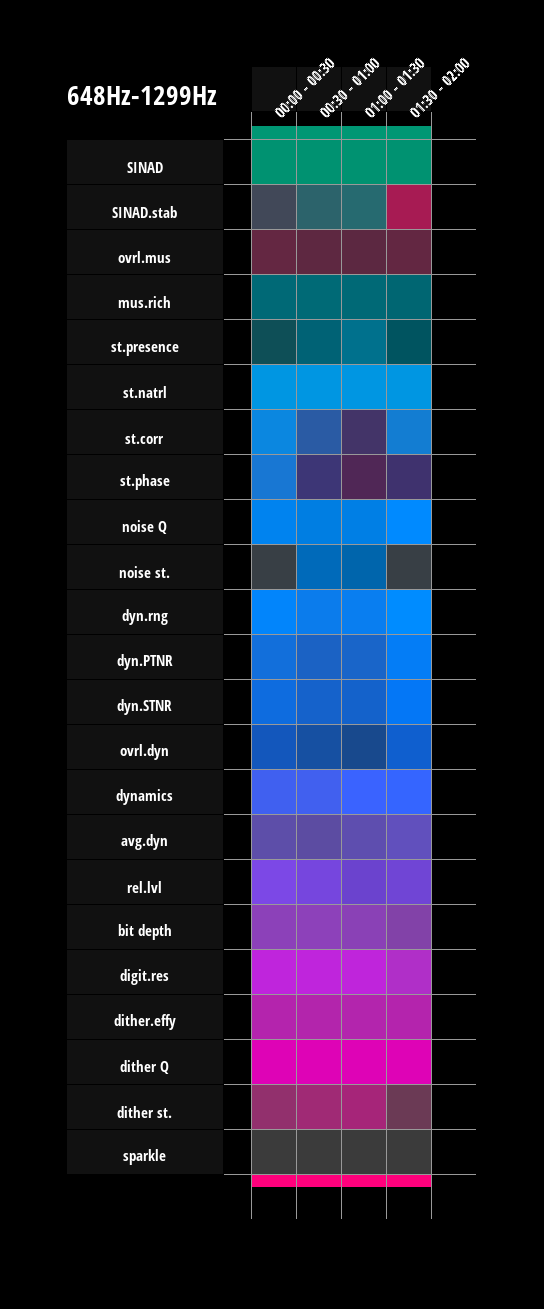 648Hz-1299Hz
00:00 - 00:30
00:30 - 01:00
01:00 - 01:30
01:30 - 02:00
SINAD
SINAD.stab
ovrl.mus
mus.rich
st.presence
st.natrl
st.corr
st.phase
noise Q
noise st.
dyn.rng
dyn.PTNR
dyn.STNR
ovrl.dyn
dynamics
avg.dyn
rel.lvl
bit depth
digit.res
dither.effy
dither Q
dither st.
sparkle